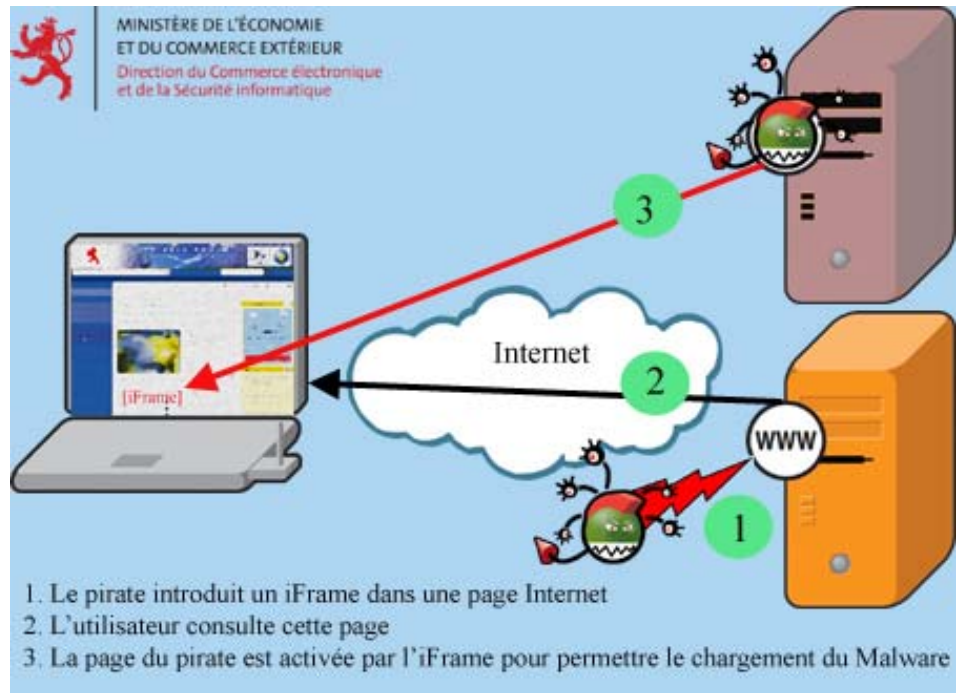 MINISTÈRE DE L'ÉCONOMIE
ET DU COMMERCE EXTÉRIEUR
Direction du Commerce électronique
et de la Sécurité informatique
3
Internet
2
[iFrame]
WWW
1
1. Le pirate introduit un iFrame dans une page Internet
2. L'utilisateur consulte cette page
3. La page du pirate est activée par l'iFrame pour permettre le chargement du Malware